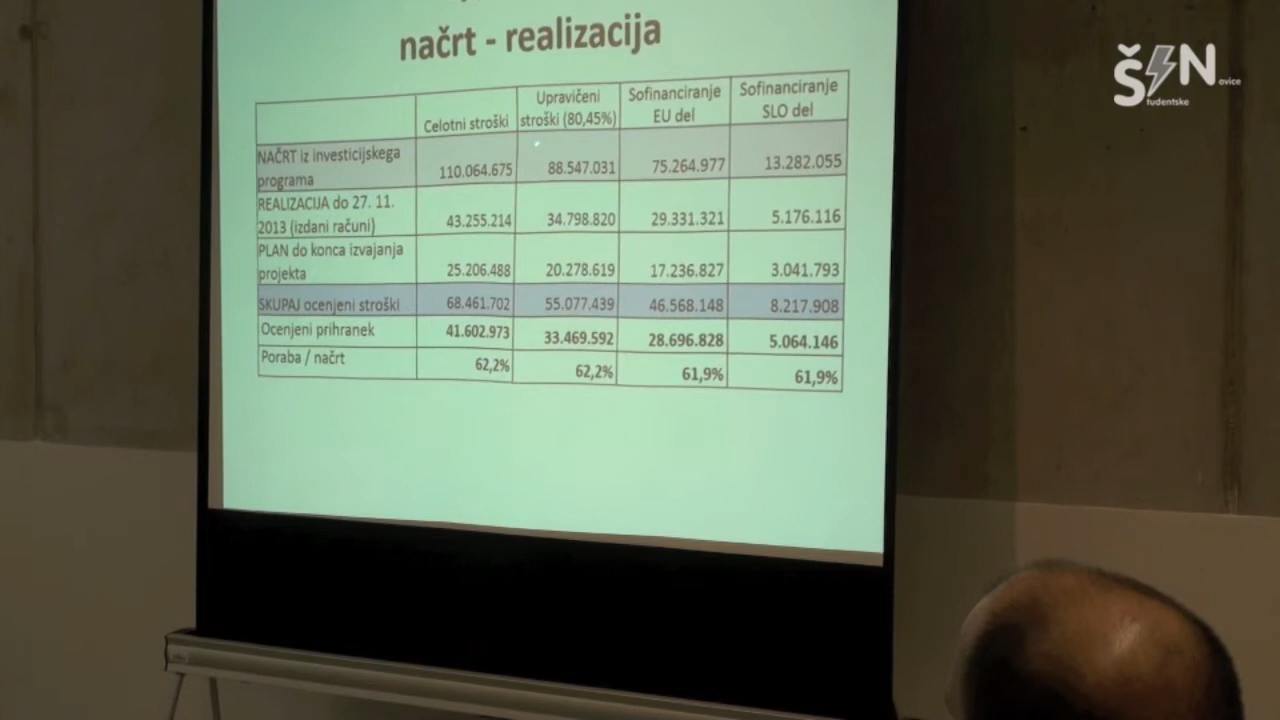 načrt - realizacija
Celotni stroški
Upravičeni
stroški (80,45%)
Sofinanciranje
EU del
Sofinanciranje
SLO del
NAČRT iz investicijskega
programa
110.064.675
88.547.031
75.264.977
13.282.055
REALIZACIJA do 27. 11.
2013 (izdani računi)
43.255.214
34.798.820
29.331.321
5.176.116
PLAN do konca izvajanja
projekta
25.206.488
20.278.619
17.236.827
3.041.793
SKUPAJ ocenjeni stroški
68.461.702
55.077.439
46.568.148
8.217.908
Ocenjeni prihranek
41.602.973
33.469.592
28.696.828
5.064.146
Poraba / načrt
62,2%
62,2%
61,9%
61,9%
ŠN
ovice
tudentske